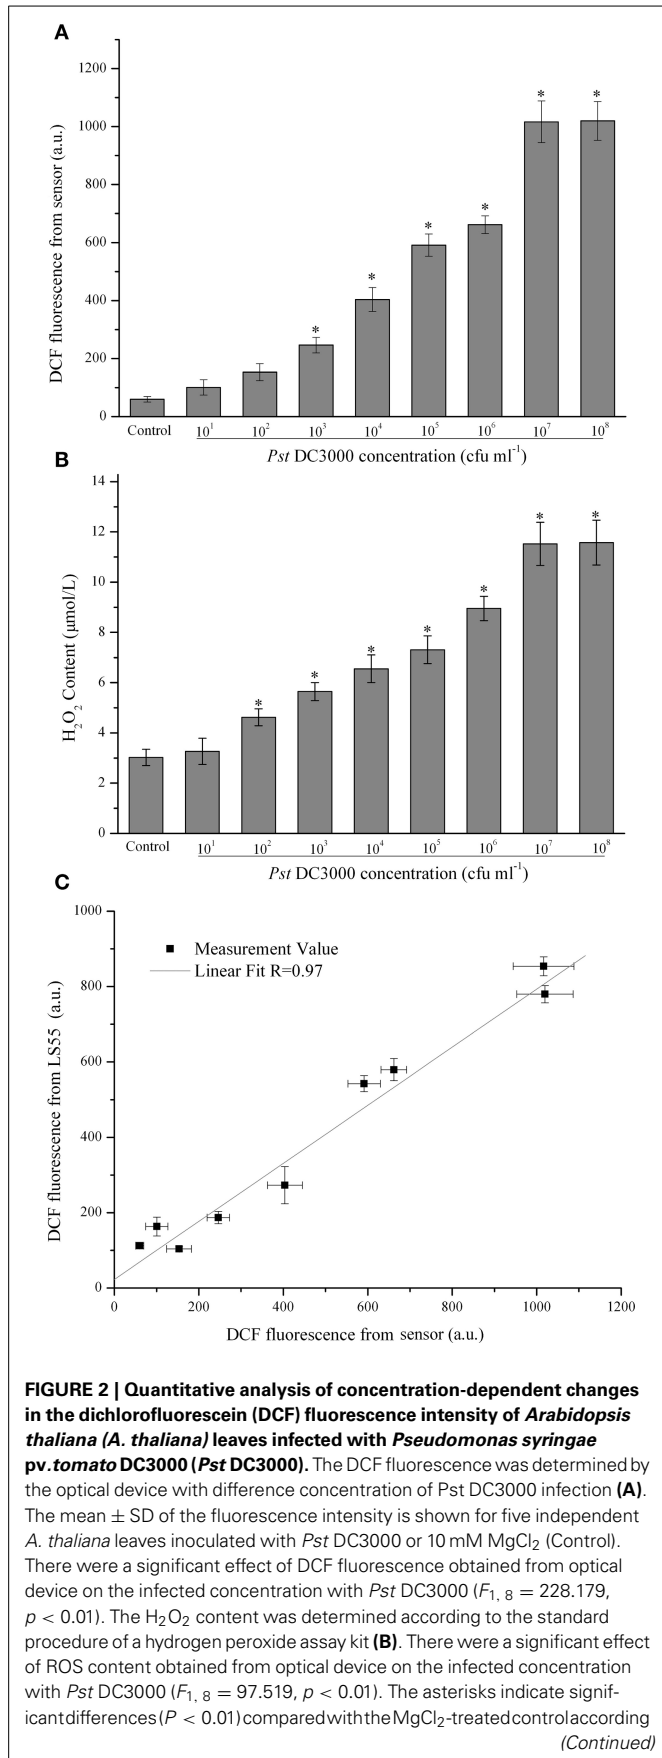 A
1200
1000
800
600
400
200
0
DCF fluorescence from sensor (a.u.)
* * * * * *
Control 10¹ 10² 10³ 10⁴ 10⁵ 10⁶ 10⁷ 10⁸
Pst DC3000 concentration (cfu ml⁻¹)
B
14
12
10
8
6
4
2
0
H₂O₂ Content (μmol/L)
* * * * * * *
Control 10¹ 10² 10³ 10⁴ 10⁵ 10⁶ 10⁷ 10⁸
Pst DC3000 concentration (cfu ml⁻¹)
C
1000
800
600
400
200
0
DCF fluorescence from LS55 (a.u.)
Measurement Value
Linear Fit R=0.97
0 200 400 600 800 1000 1200
DCF fluorescence from sensor (a.u.)
FIGURE 2 | Quantitative analysis of concentration-dependent changes
in the dichlorofluorescein (DCF) fluorescence intensity of Arabidopsis
thaliana (A. thaliana) leaves infected with Pseudomonas syringae
pv.tomato DC3000 (Pst DC3000). The DCF fluorescence was determined by
the optical device with difference concentration of Pst DC3000 infection (A).
The mean ± SD of the fluorescence intensity is shown for five independent
A. thaliana leaves inoculated with Pst DC3000 or 10 mM MgCl₂ (Control).
There were a significant effect of DCF fluorescence obtained from optical
device on the infected concentration with Pst DC3000 (F₁, ₈ = 228.179,
p < 0.01). The H₂O₂ content was determined according to the standard
procedure of a hydrogen peroxide assay kit (B). There were a significant effect
of ROS content obtained from optical device on the infected concentration
with Pst DC3000 (F₁, ₈ = 97.519, p < 0.01). The asterisks indicate signif-
icant differences (P < 0.01) compared with the MgCl₂-treated control according
(Continued)